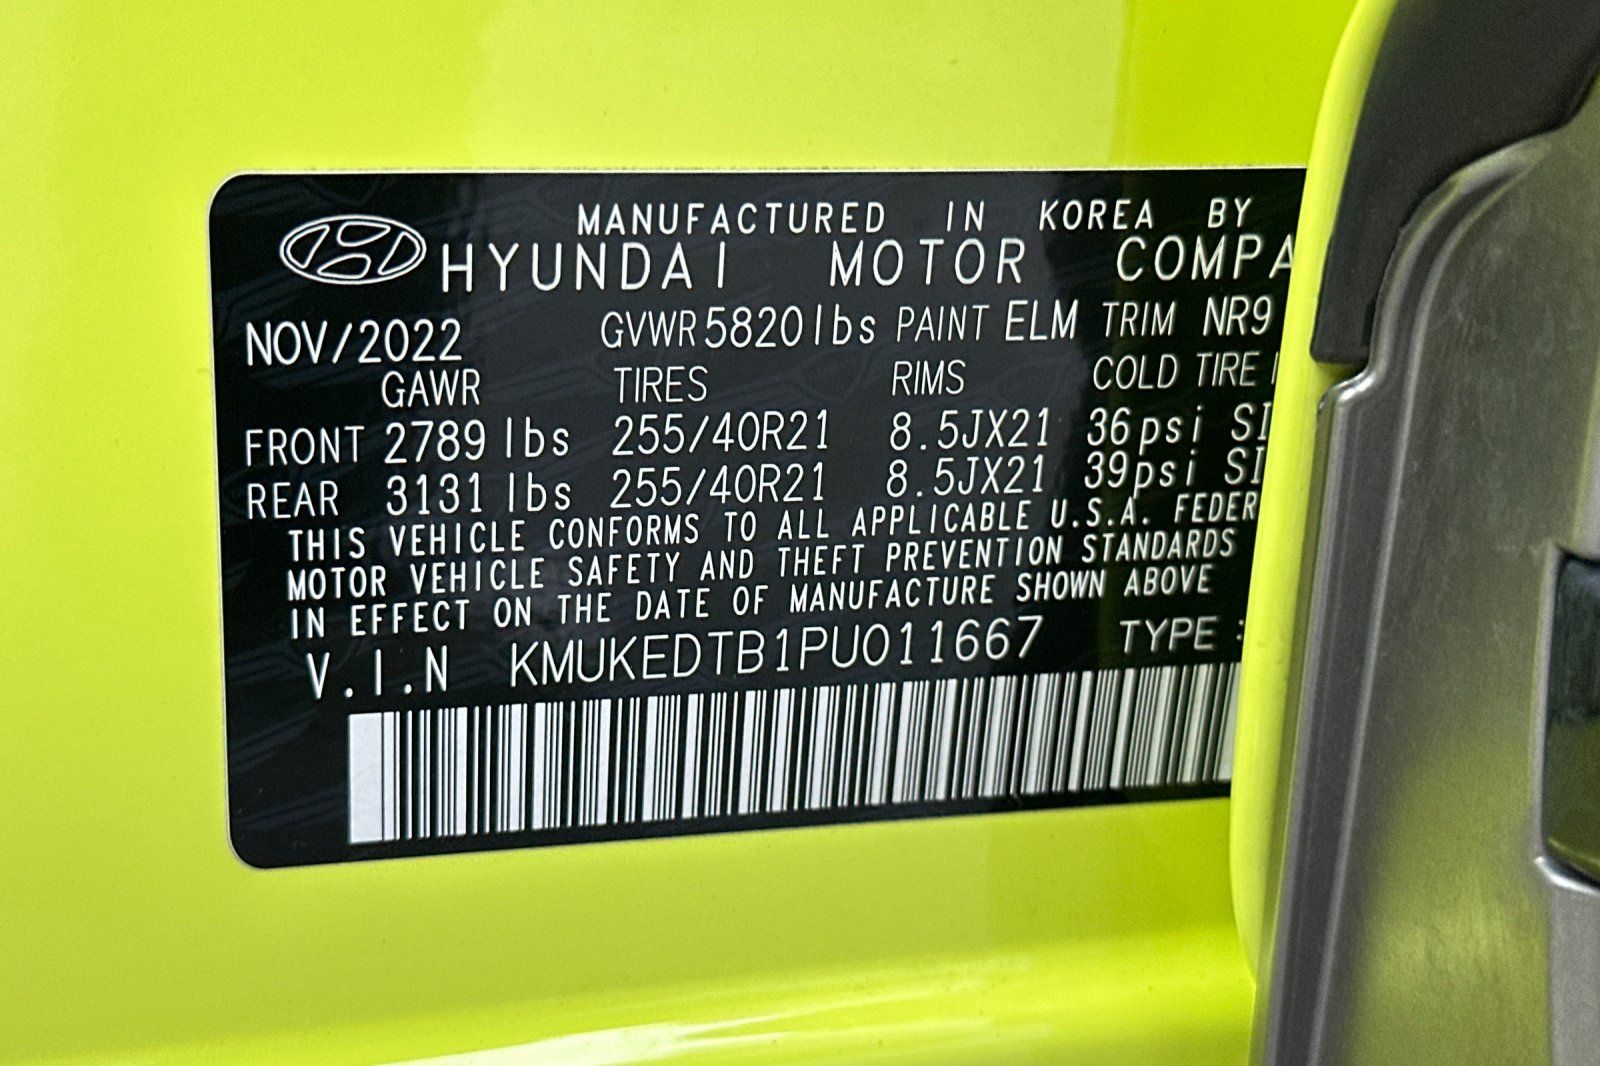 MANUFACTURED IN KOREA BY
HYUNDAI MOTOR COMPA
NOV/2022 GVWR 5820 lbs PAINT ELM TRIM NR9
GAWR TIRES RIMS COLD TIRE
FRONT 2789 lbs 255/40R21 8.5JX21 36psi SI
REAR 3131 lbs 255/40R21 8.5JX21 39psi SI
THIS VEHICLE CONFORMS TO ALL APPLICABLE U.S.A. FEDER
MOTOR VEHICLE SAFETY AND THEFT PREVENTION STANDARDS
IN EFFECT ON THE DATE OF MANUFACTURE SHOWN ABOVE
V.I.N KMUKEDTB1PU011667 TYPE :